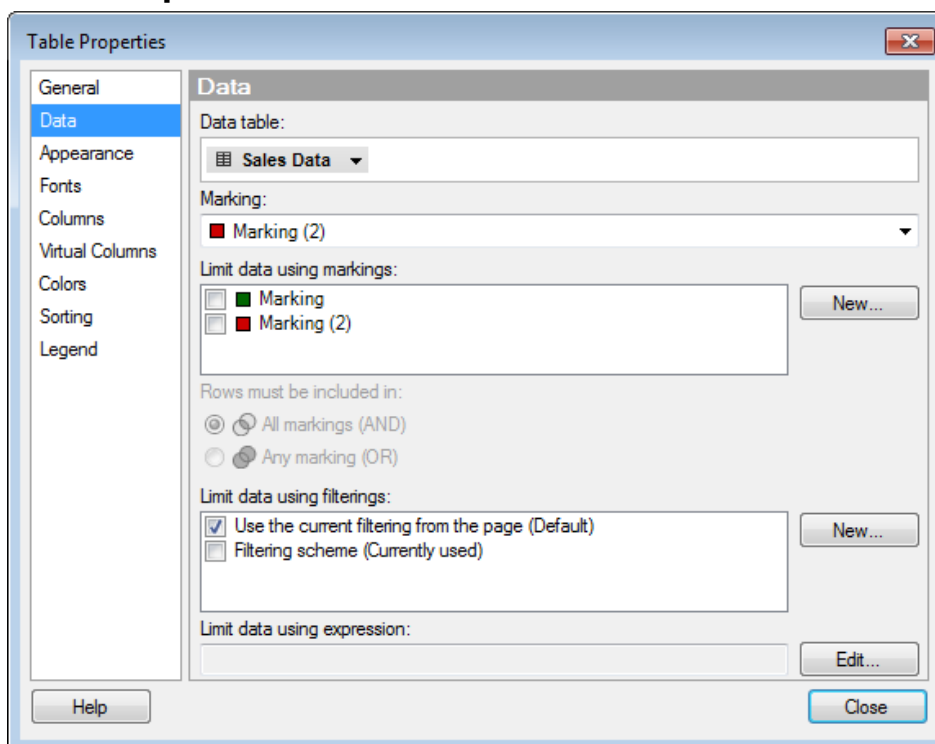 Table Properties
General
Data
Appearance
Fonts
Columns
Virtual Columns
Colors
Sorting
Legend
Data
Data table:
Sales Data
Marking:
Marking (2)
Limit data using markings:
Marking
Marking (2)
New...
Rows must be included in:
All markings (AND)
Any marking (OR)
Limit data using filterings:
Use the current filtering from the page (Default)
Filtering scheme (Currently used)
New...
Limit data using expression:
Edit...
Help
Close